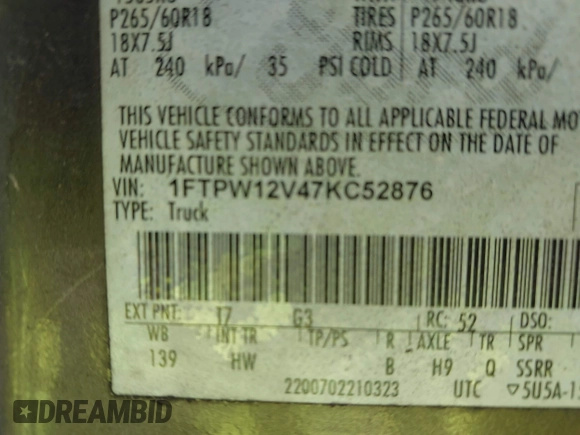 P265/60R18 TIRES P265/60R18
18X7.5J RIMS 18X7.5J
AT 240 kPa/ 35 PSI COLD AT 240 kPa/
THIS VEHICLE CONFORMS TO ALL APPLICABLE FEDERAL MO
VEHICLE SAFETY STANDARDS IN EFFECT ON THE DATE OF
MANUFACTURE SHOWN ABOVE.
VIN: 1FTPW12V47KC52876
TYPE: Truck
EXT PNT: T7 G3 RC: 52 DSO:
WB INT TR TP/PS R AXLE TR SPR
139 HW B H9 Q SSRR
2200702210323 UTC ▽5U5A-1
DREAMBID